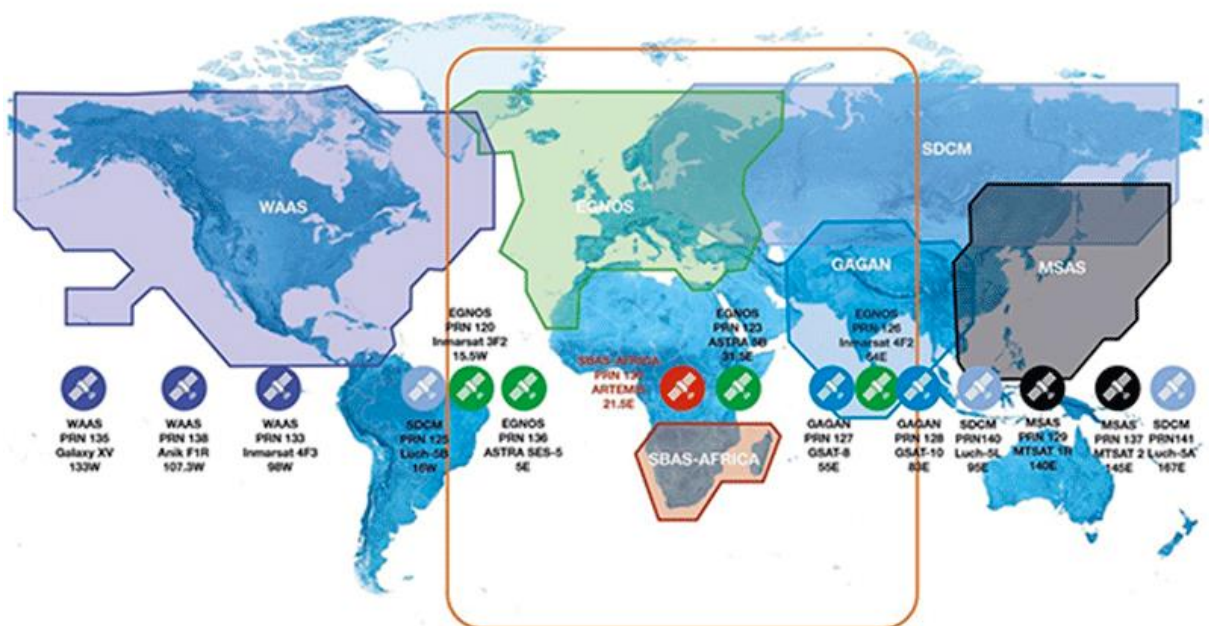 WAAS
EGNOS
SDCM
GAGAN
MSAS
SBAS-AFRICA
WAAS
PRN 135
Galaxy XV
133W
WAAS
PRN 138
Anik F1R
107.3W
WAAS
PRN 133
Inmarsat 4F3
98W
SDCM
PRN 125
Luch-5B
16W
EGNOS
PRN 120
Inmarsat 3F2
15.5W
EGNOS
PRN 136
ASTRA SES-5
5E
SBAS-AFRICA
PRN
ARTEMIS
21.5E
EGNOS
PRN 123
ASTRA 5B
31.5E
GAGAN
PRN 127
GSAT-8
55E
EGNOS
PRN 126
Inmarsat 4F2
64E
GAGAN
PRN 128
GSAT-10
83E
SDCM
PRN140
Luch-5L
95E
MSAS
PRN 129
MTSAT 1R
140E
MSAS
PRN 137
MTSAT 2
145E
SDCM
PRN141
Luch-5A
167E